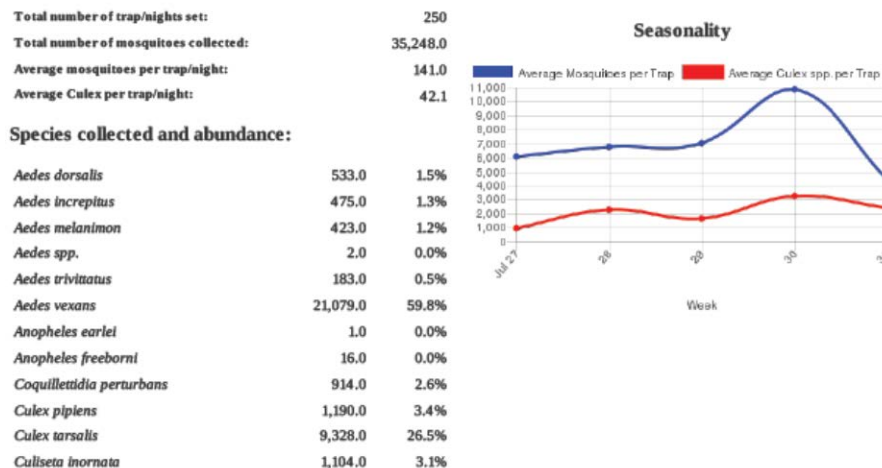 Total number of trap/nights set: 250
Total number of mosquitoes collected: 35,248.0
Average mosquitoes per trap/night: 141.0
Average Culex per trap/night: 42.1
Species collected and abundance:
Aedes dorsalis 533.0 1.5%
Aedes increpitus 475.0 1.3%
Aedes melanimon 423.0 1.2%
Aedes spp. 2.0 0.0%
Aedes trivittatus 183.0 0.5%
Aedes vexans 21,079.0 59.8%
Anopheles earlei 1.0 0.0%
Anopheles freeborni 16.0 0.0%
Coquillettidia perturbans 914.0 2.6%
Culex pipiens 1,190.0 3.4%
Culex tarsalis 9,328.0 26.5%
Culiseta inornata 1,104.0 3.1%
Seasonality
Average Mosquitoes per Trap Average Culex spp. per Trap
11,000
10,000
9,000
8,000
7,000
6,000
5,000
4,000
3,000
2,000
1,000
0
Jul 27 28 29 30
Week